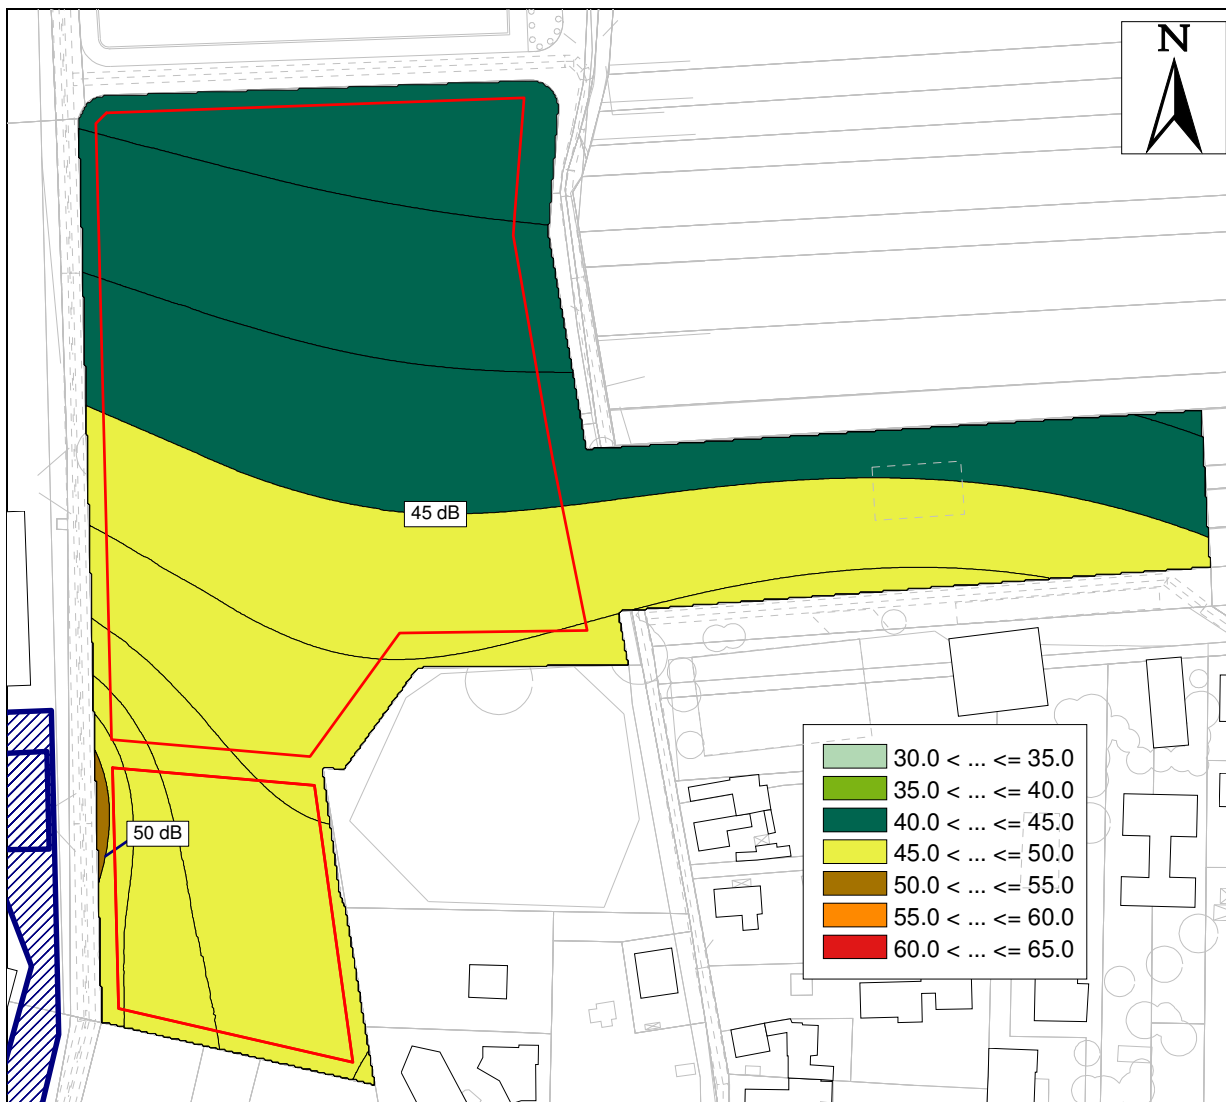 N
45 dB
50 dB
30.0 < ... <= 35.0
35.0 < ... <= 40.0
40.0 < ... <= 45.0
45.0 < ... <= 50.0
50.0 < ... <= 55.0
55.0 < ... <= 60.0
60.0 < ... <= 65.0